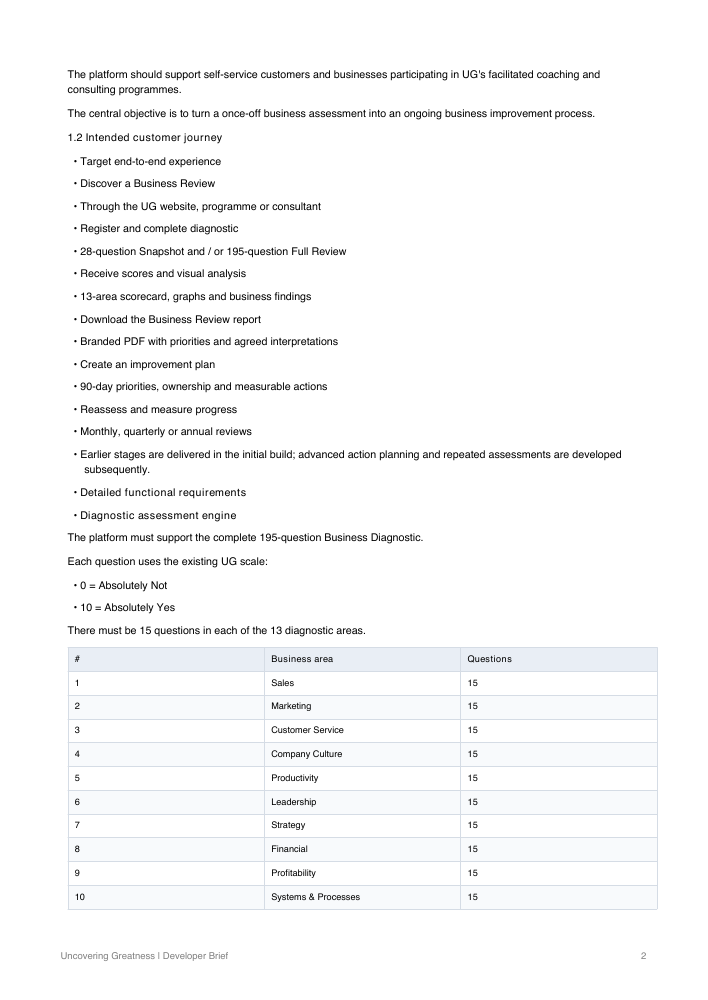 The platform should support self-service customers and businesses participating in UG's facilitated coaching and
consulting programmes.
The central objective is to turn a once-off business assessment into an ongoing business improvement process.
1.2 Intended customer journey
• Target end-to-end experience
• Discover a Business Review
• Through the UG website, programme or consultant
• Register and complete diagnostic
• 28-question Snapshot and / or 195-question Full Review
• Receive scores and visual analysis
• 13-area scorecard, graphs and business findings
• Download the Business Review report
• Branded PDF with priorities and agreed interpretations
• Create an improvement plan
• 90-day priorities, ownership and measurable actions
• Reassess and measure progress
• Monthly, quarterly or annual reviews
• Earlier stages are delivered in the initial build; advanced action planning and repeated assessments are developed
subsequently.
• Detailed functional requirements
• Diagnostic assessment engine
The platform must support the complete 195-question Business Diagnostic.
Each question uses the existing UG scale:
• 0 = Absolutely Not
• 10 = Absolutely Yes
There must be 15 questions in each of the 13 diagnostic areas.
# Business area Questions
1 Sales 15
2 Marketing 15
3 Customer Service 15
4 Company Culture 15
5 Productivity 15
6 Leadership 15
7 Strategy 15
8 Financial 15
9 Profitability 15
10 Systems & Processes 15
Uncovering Greatness | Developer Brief 2